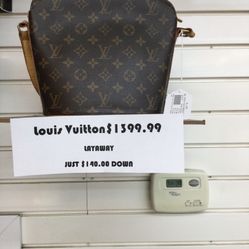 Louis Vuitton$1399.99
LAYAWAY
JUST $140.00 DOWN